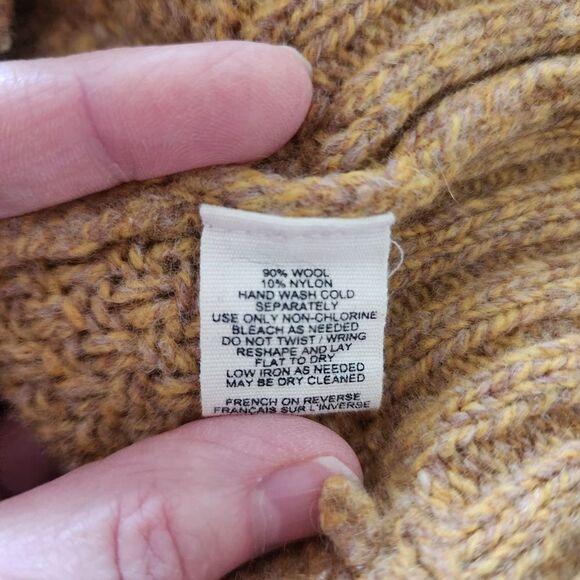 90% WOOL
10% NYLON
HAND WASH COLD
SEPARATELY
USE ONLY NON-CHLORINE
BLEACH AS NEEDED
DO NOT TWIST / WRING
RESHAPE AND LAY
FLAT TO DRY
LOW IRON AS NEEDED
MAY BE DRY CLEANED
FRENCH ON REVERSE
FRANÇAIS SUR L'INVERSE